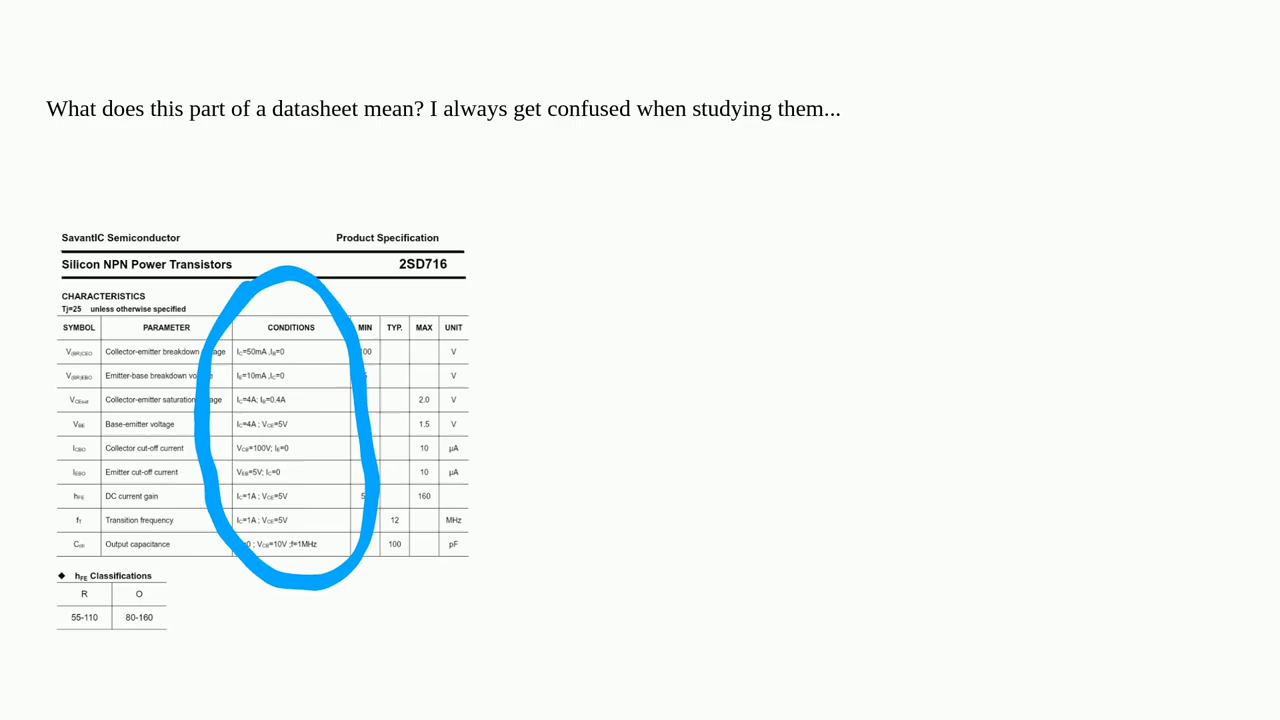 What does this part of a datasheet mean? I always get confused when studying them...
SavantIC Semiconductor Product Specification
Silicon NPN Power Transistors 2SD716
CHARACTERISTICS
Tj=25 unless otherwise specified
SYMBOL PARAMETER CONDITIONS MIN TYP. MAX UNIT
V(BR)CEO Collector-emitter breakdown IC=50mA ,IB=0 V
V(BR)EBO Emitter-base breakdown IE=10mA ,IC=0 V
VCEsat Collector-emitter saturation IC=4A; IB=0.4A 2.0 V
VBE Base-emitter voltage IC=4A ; VCE=5V 1.5 V
ICBO Collector cut-off current VCB=100V; IE=0 10 μA
IEBO Emitter cut-off current VEB=5V; IC=0 10 μA
hFE DC current gain IC=1A ; VCE=5V 160
fT Transition frequency IC=1A ; VCE=5V 12 MHz
Output capacitance VCB=10V ;f=1MHz 100 pF
◆ hFE Classifications
R O
55-110 80-160